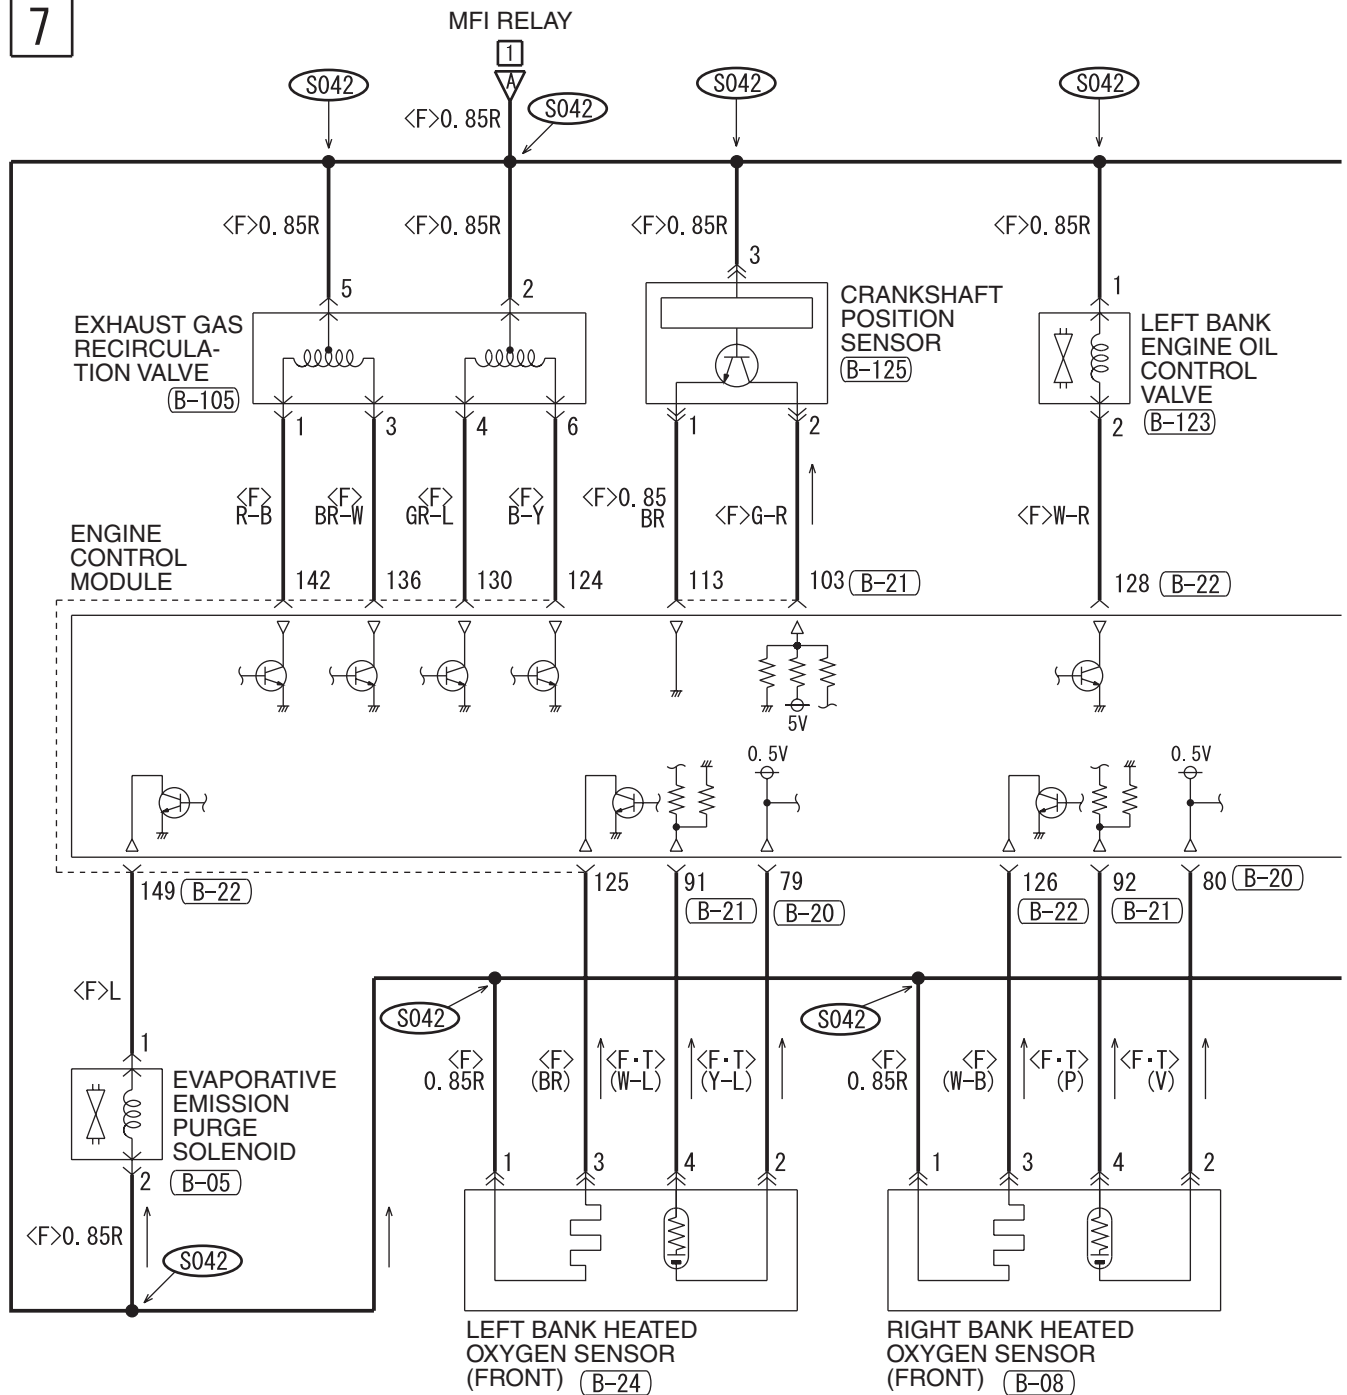 7
MFI RELAY
1
A
S042
S042
S042
S042
<F>0.85R
<F>0.85R
<F>0.85R
<F>0.85R
<F>0.85R
5
2
3
1
EXHAUST GAS
RECIRCULA-
TION VALVE
B-105
CRANKSHAFT
POSITION
SENSOR
B-125
LEFT BANK
ENGINE OIL
CONTROL
VALVE
B-123
1
3
4
6
1
2
2
<F>
R-B
<F>
BR-W
<F>
GR-L
<F>
B-Y
<F>0.85
BR
<F>G-R
<F>W-R
ENGINE
CONTROL
MODULE
142
136
130
124
113
103
B-21
128
B-22
5V
0.5V
0.5V
149
B-22
125
91
B-21
79
B-20
126
B-22
92
B-21
80
B-20
<F>L
S042
S042
<F>
0.85R
<F>
(BR)
<F·T>
(W-L)
<F·T>
(Y-L)
<F>
0.85R
<F>
(W-B)
<F·T>
(P)
<F·T>
(V)
1
EVAPORATIVE
EMISSION
PURGE
SOLENOID
B-05
2
<F>0.85R
S042
1
3
4
2
1
3
4
2
LEFT BANK HEATED
OXYGEN SENSOR
(FRONT)
B-24
RIGHT BANK HEATED
OXYGEN SENSOR
(FRONT)
B-08